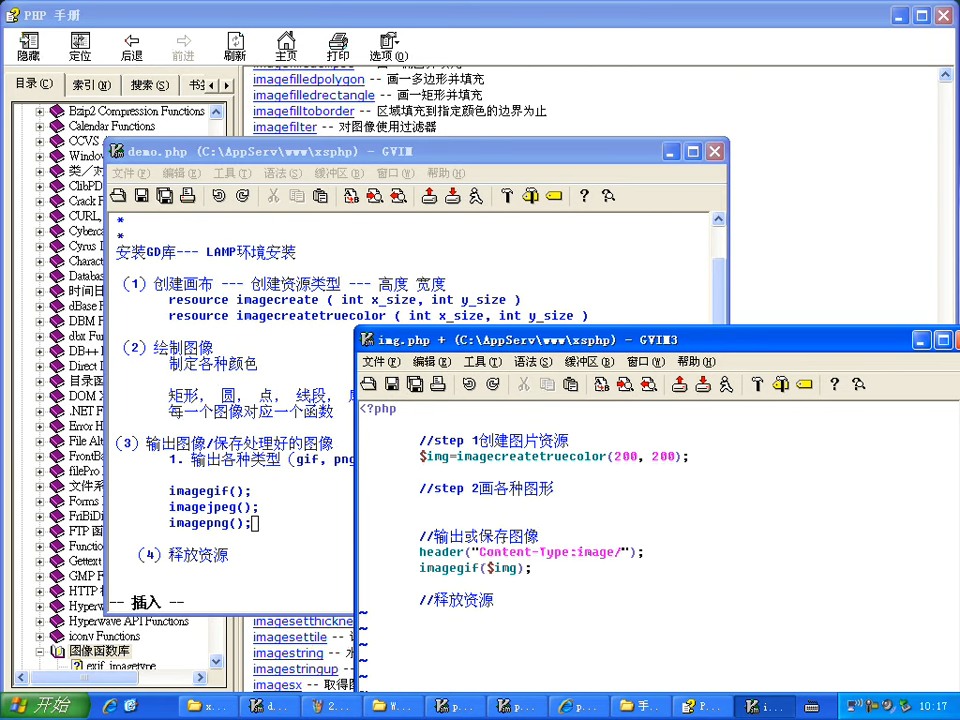 PHP 手册
隐藏 定位 后退 前进 刷新 主页 打印 选项(O)
目录(C) 索引(N) 搜索(S)
Bzip2 Compression Functions
Calendar Functions
CCVS
Window
类／对
ClibPD
Crack F
CURL,
Cyberca
Cyrus
Charact
Databas
时间日
dBase F
DBM F
dbx Fun
DB++
Direct
目录函
DOM X
.NET F
Error H
File Alt
FrontBa
filePro
文件系
Forms
FriBiDi
FTP 函
Functio
Gettext
GMP F
HTTP
Hyperw
Hyperwave API Functions
iconv Functions
图像函数库
exif_imagetype
imagefilledpolygon -- 画一多边形并填充
imagefilledrectangle -- 画一矩形并填充
imagefilltoborder -- 区域填充到指定颜色的边界为止
imagefilter -- 对图像使用过滤器
imagesetthickne
imagesettile --
imagestring --
imagestringup --
imagesx -- 取得图
demo.php (C:\AppServ\www\xsphp) - GVIM
文件(F) 编辑(E) 工具(T) 语法(S) 缓冲区(B) 窗口(W) 帮助(H)
*
*
安装GD库--- LAMP环境安装
(1) 创建画布 --- 创建资源类型 --- 高度 宽度
resource imagecreate ( int x_size, int y_size )
resource imagecreatetruecolor ( int x_size, int y_size )
(2) 绘制图像
制定各种颜色
矩形， 圆， 点， 线段，
每一个图像对应一个函数
(3) 输出图像/保存处理好的图像
1. 输出各种类型（gif, png
imagegif();
imagejpeg();
imagepng();
(4) 释放资源
-- 插入 --
img.php + (C:\AppServ\www\xsphp) - GVIM3
文件(F) 编辑(E) 工具(T) 语法(S) 缓冲区(B) 窗口(W) 帮助(H)
<?php
//step 1创建图片资源
$img=imagecreatetruecolor(200, 200);
//step 2画各种图形
//输出或保存图像
header("Content-Type:image/");
imagegif($img);
//释放资源
~
~
~
~
~
开始 x... d... 2... W... p... p... p... 手... P... i... 10:17